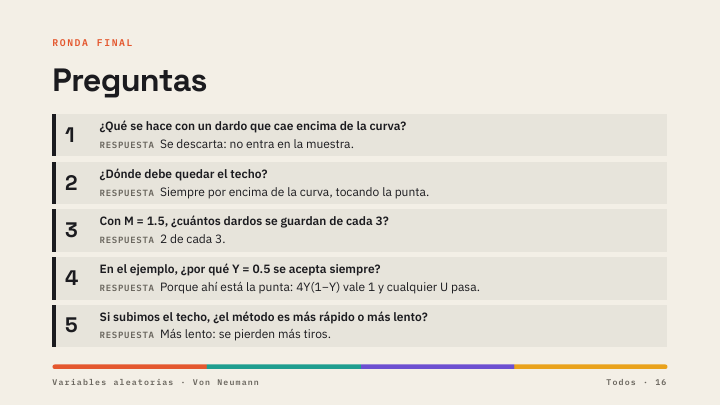 RONDA FINAL
Preguntas
1
¿Qué se hace con un dardo que cae encima de la curva?
RESPUESTA Se descarta: no entra en la muestra.
2
¿Dónde debe quedar el techo?
RESPUESTA Siempre por encima de la curva, tocando la punta.
3
Con M = 1.5, ¿cuántos dardos se guardan de cada 3?
RESPUESTA 2 de cada 3.
4
En el ejemplo, ¿por qué Y = 0.5 se acepta siempre?
RESPUESTA Porque ahí está la punta: 4Y(1−Y) vale 1 y cualquier U pasa.
5
Si subimos el techo, ¿el método es más rápido o más lento?
RESPUESTA Más lento: se pierden más tiros.
Variables aleatorias · Von Neumann
Todos · 16